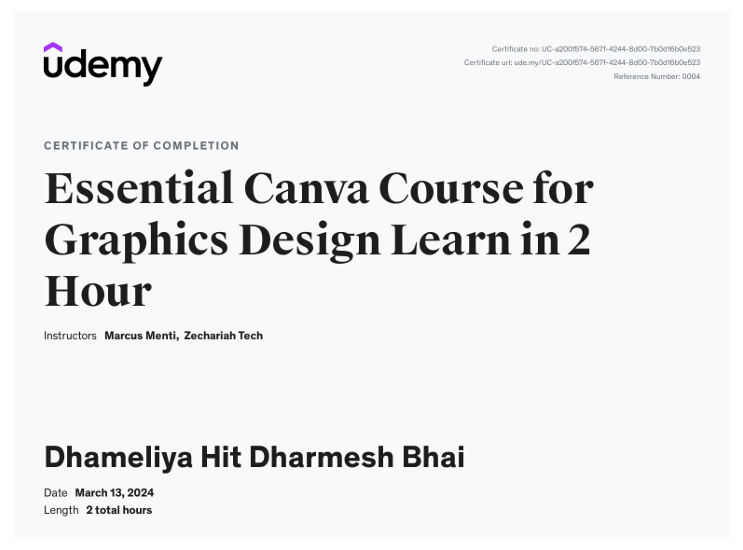 udemy
Certificate no: UC-a200f574-567f-4244-8d00-7b0d16b0e523
Certificate url: ude.my/UC-a200f574-567f-4244-8d00-7b0d16b0e523
Reference Number: 0004
CERTIFICATE OF COMPLETION
Essential Canva Course for
Graphics Design Learn in 2
Hour
Instructors Marcus Menti, Zechariah Tech
Dhameliya Hit Dharmesh Bhai
Date March 13, 2024
Length 2 total hours